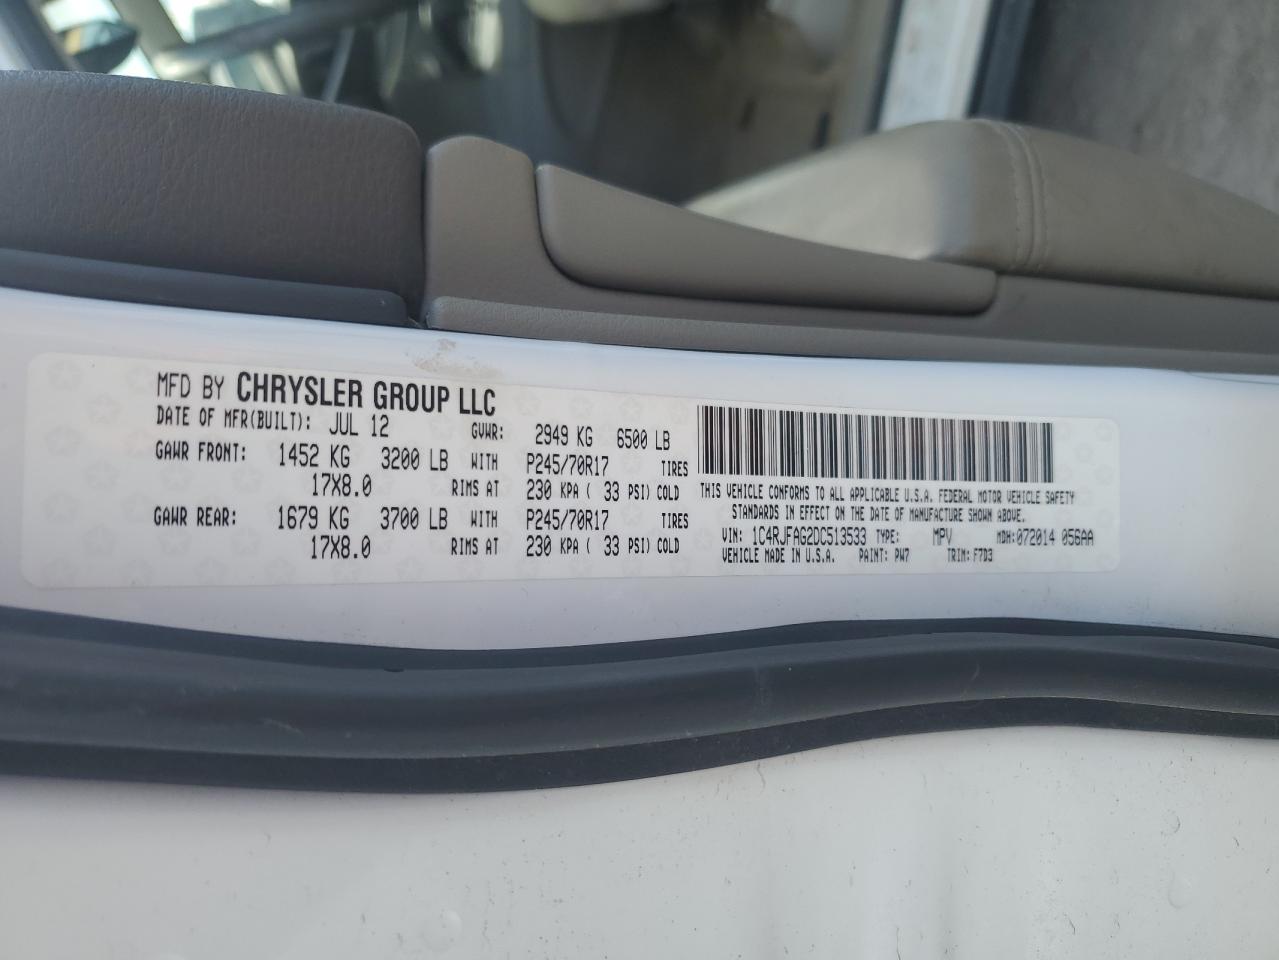 MFD BY CHRYSLER GROUP LLC
DATE OF MFR(BUILT): JUL 12 GVWR: 2949 KG 6500 LB
GAWR FRONT: 1452 KG 3200 LB WITH P245/70R17 TIRES
17X8.0 RIMS AT 230 KPA ( 33 PSI) COLD
GAWR REAR: 1679 KG 3700 LB WITH P245/70R17 TIRES
17X8.0 RIMS AT 230 KPA ( 33 PSI) COLD
THIS VEHICLE CONFORMS TO ALL APPLICABLE U.S.A. FEDERAL MOTOR VEHICLE SAFETY
STANDARDS IN EFFECT ON THE DATE OF MANUFACTURE SHOWN ABOVE.
VIN: 1C4RJFAG2DC513533 TYPE: MPV MDH:072014 056AA
VEHICLE MADE IN U.S.A. PAINT: PW7 TRIM: F7D3